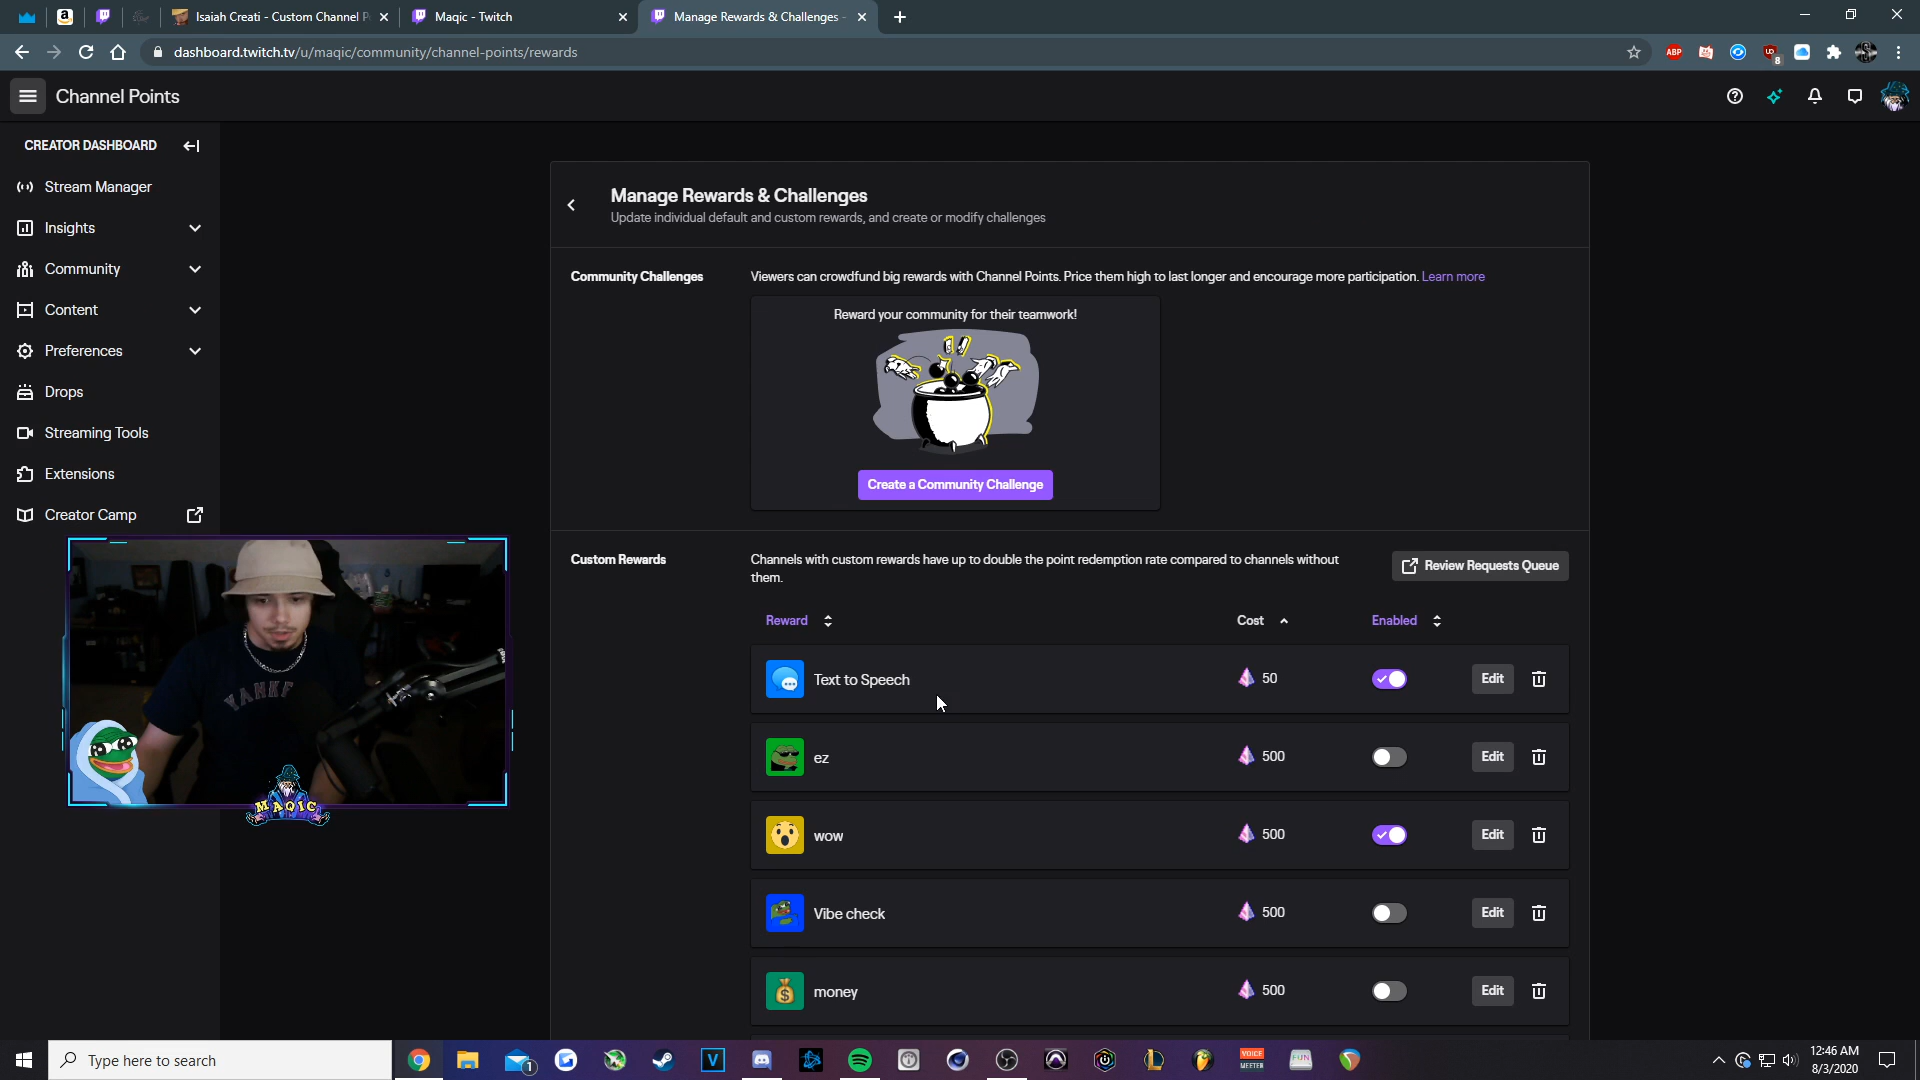 Isaiah Creati - Custom Channel P
Maqic - Twitch
Manage Rewards & Challenges -
dashboard.twitch.tv/u/maqic/community/channel-points/rewards
ABP
8
Channel Points
CREATOR DASHBOARD
Stream Manager
Insights
Community
Content
Preferences
Drops
Streaming Tools
Extensions
Creator Camp
Manage Rewards & Challenges
Update individual default and custom rewards, and create or modify challenges
Community Challenges
Viewers can crowdfund big rewards with Channel Points. Price them high to last longer and encourage more participation. Learn more
Reward your community for their teamwork!
Create a Community Challenge
Custom Rewards
Channels with custom rewards have up to double the point redemption rate compared to channels without
them.
Review Requests Queue
Reward
Cost
Enabled
Text to Speech
50
Edit
ez
500
Edit
wow
500
Edit
Vibe check
500
Edit
money
500
Edit
MAQIC
Type here to search
1
V
VOICE
MEETER
FUN
12:46 AM
8/3/2020